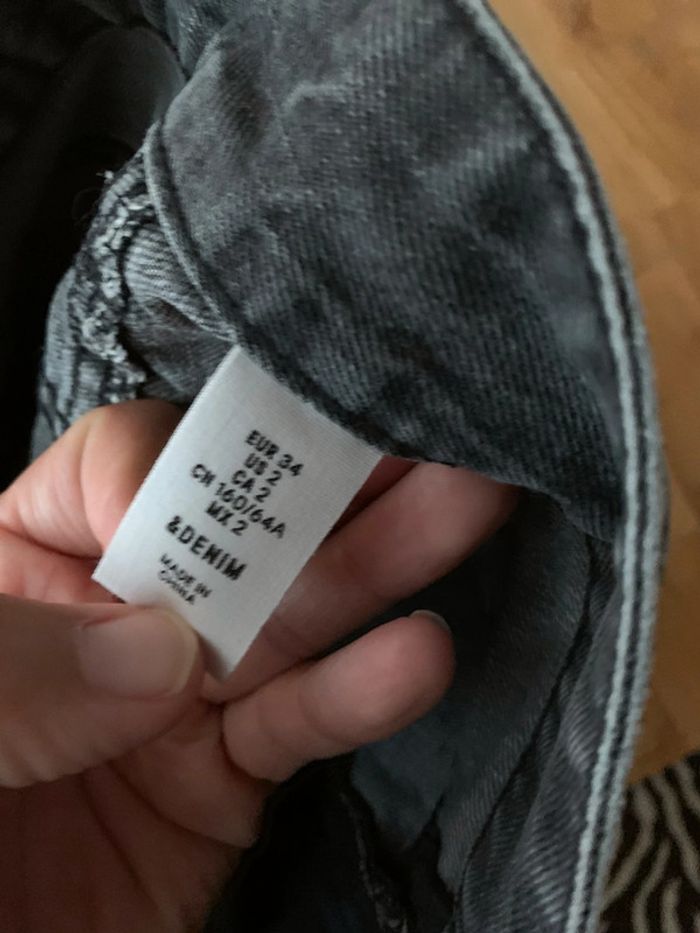 EUR 34
US 2
CA 2
CN 160/64A
MX 2
&DENIM
MADE IN
CHINA